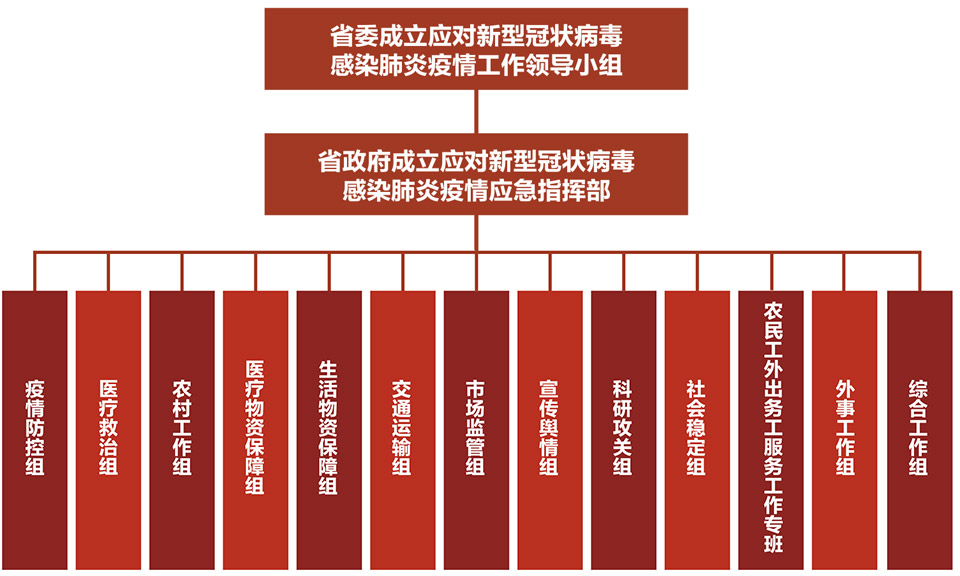 省委成立应对新型冠状病毒
感染肺炎疫情工作领导小组
省政府成立应对新型冠状病毒
感染肺炎疫情应急指挥部
疫情防控组
医疗救治组
农村工作组
医疗物资保障组
生活物资保障组
交通运输组
市场监管组
宣传舆情组
科研攻关组
社会稳定组
农民工外出务工服务工作专班
外事工作组
综合工作组